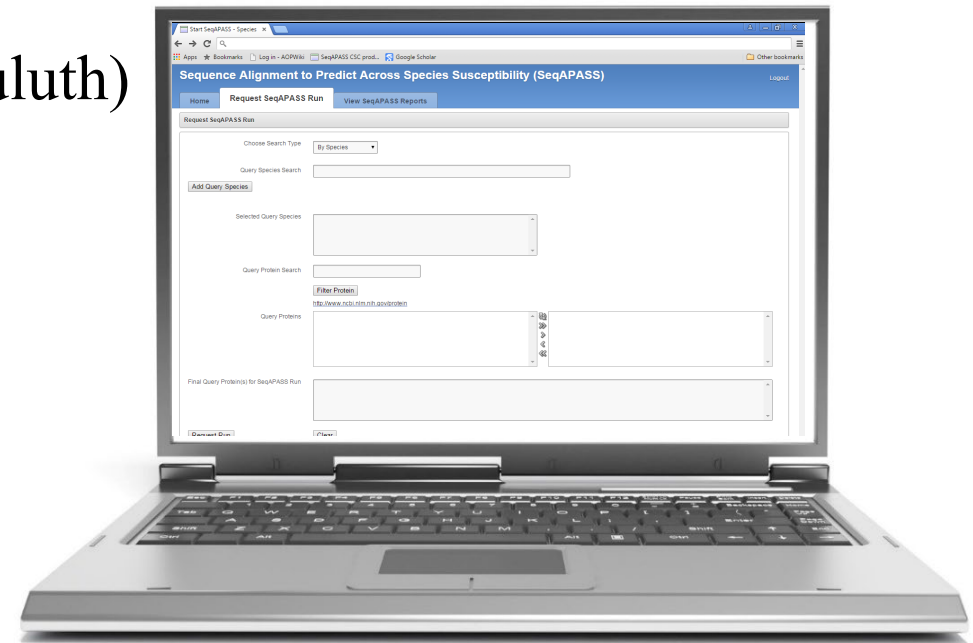 uluth)
Start SeqAPASS - Species
Apps Bookmarks Log in - AOPWiki SeqAPASS CSC prod... Google Scholar Other bookmarks
Sequence Alignment to Predict Across Species Susceptibility (SeqAPASS)
Logout
Home Request SeqAPASS Run View SeqAPASS Reports
Request SeqAPASS Run
Choose Search Type By Species
Query Species Search
Add Query Species
Selected Query Species
Query Protein Search
Filter Protein
http://www.ncbi.nlm.nih.gov/protein
Query Proteins
Final Query Protein(s) for SeqAPASS Run
Request Run Clear